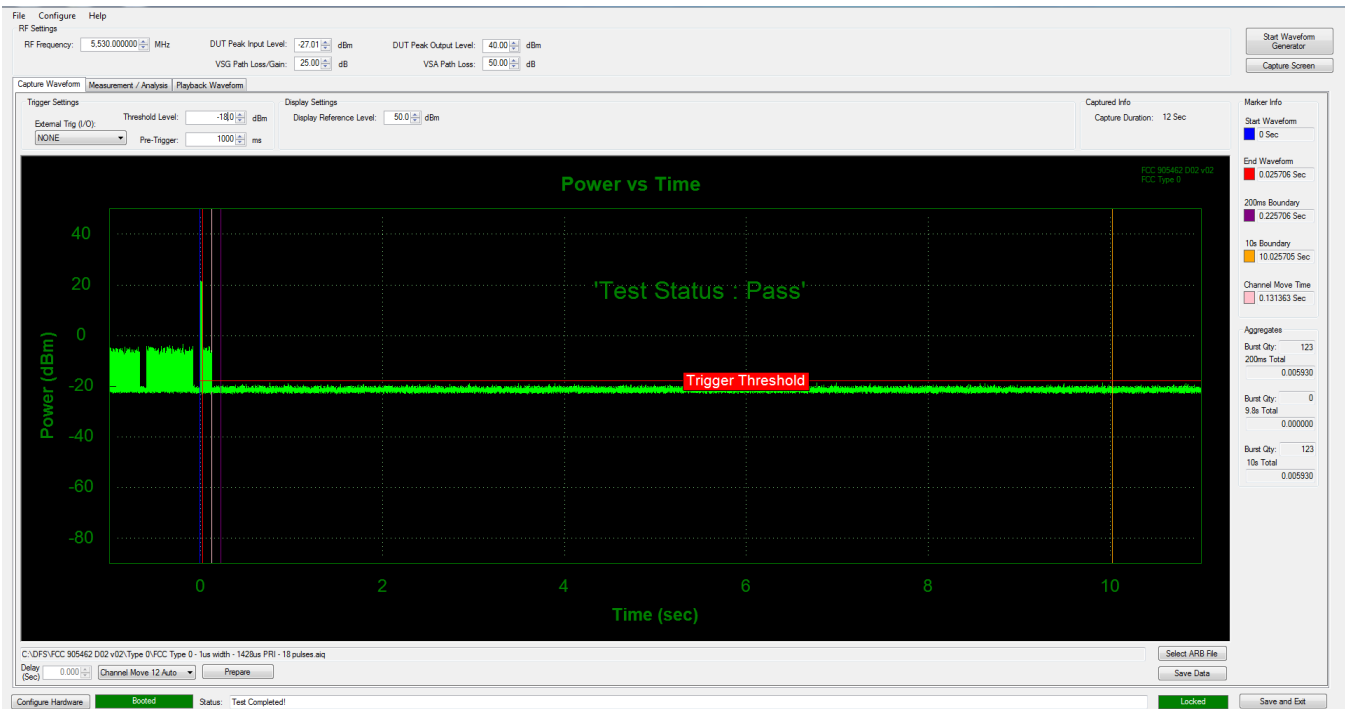 File Configure Help
RF Settings
RF Frequency: 5,530.000000 MHz DUT Peak Input Level: -27.01 dBm DUT Peak Output Level: 40.00 dBm
VSG Path Loss/Gain: 25.00 dB VSA Path Loss: 50.00 dB
Start Waveform Generator
Capture Screen
Capture Waveform Measurement / Analysis Playback Waveform
Trigger Settings
External Trig (I/O): Threshold Level: -18.0 dBm
NONE Pre-Trigger: 1000 ms
Display Settings
Display Reference Level: 50.0 dBm
Captured Info
Capture Duration: 12 Sec
Marker Info
Start Waveform
0 Sec
End Waveform
0.025706 Sec
200ms Boundary
0.225706 Sec
10s Boundary
10.025705 Sec
Channel Move Time
0.131363 Sec
Aggregates
Burst Qty: 123
200ms Total
0.005930
Burst Qty: 0
9.8s Total
0.000000
Burst Qty: 123
10s Total
0.005930
Power vs Time
FCC 905462 D02 v02
FCC Type 0
'Test Status : Pass'
Trigger Threshold
Power (dBm)
40
20
0
-20
-40
-60
-80
0 2 4 6 8 10
Time (sec)
C:\DFS\FCC 905462 D02 v02\Type 0\FCC Type 0 - 1us width - 1428us PRI - 18 pulses.aiq
Select ARB File
Delay (Sec) 0.000 Channel Move 12 Auto Prepare
Save Data
Configure Hardware Booted Status: Test Completed! Locked Save and Exit